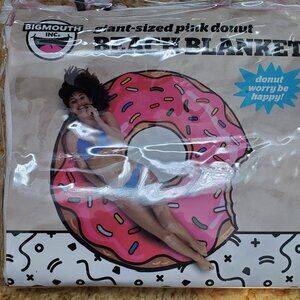 BIGMOUTH
INC.
giant-sized pink donut
BEACH BLANKET
donut
worry be
happy!